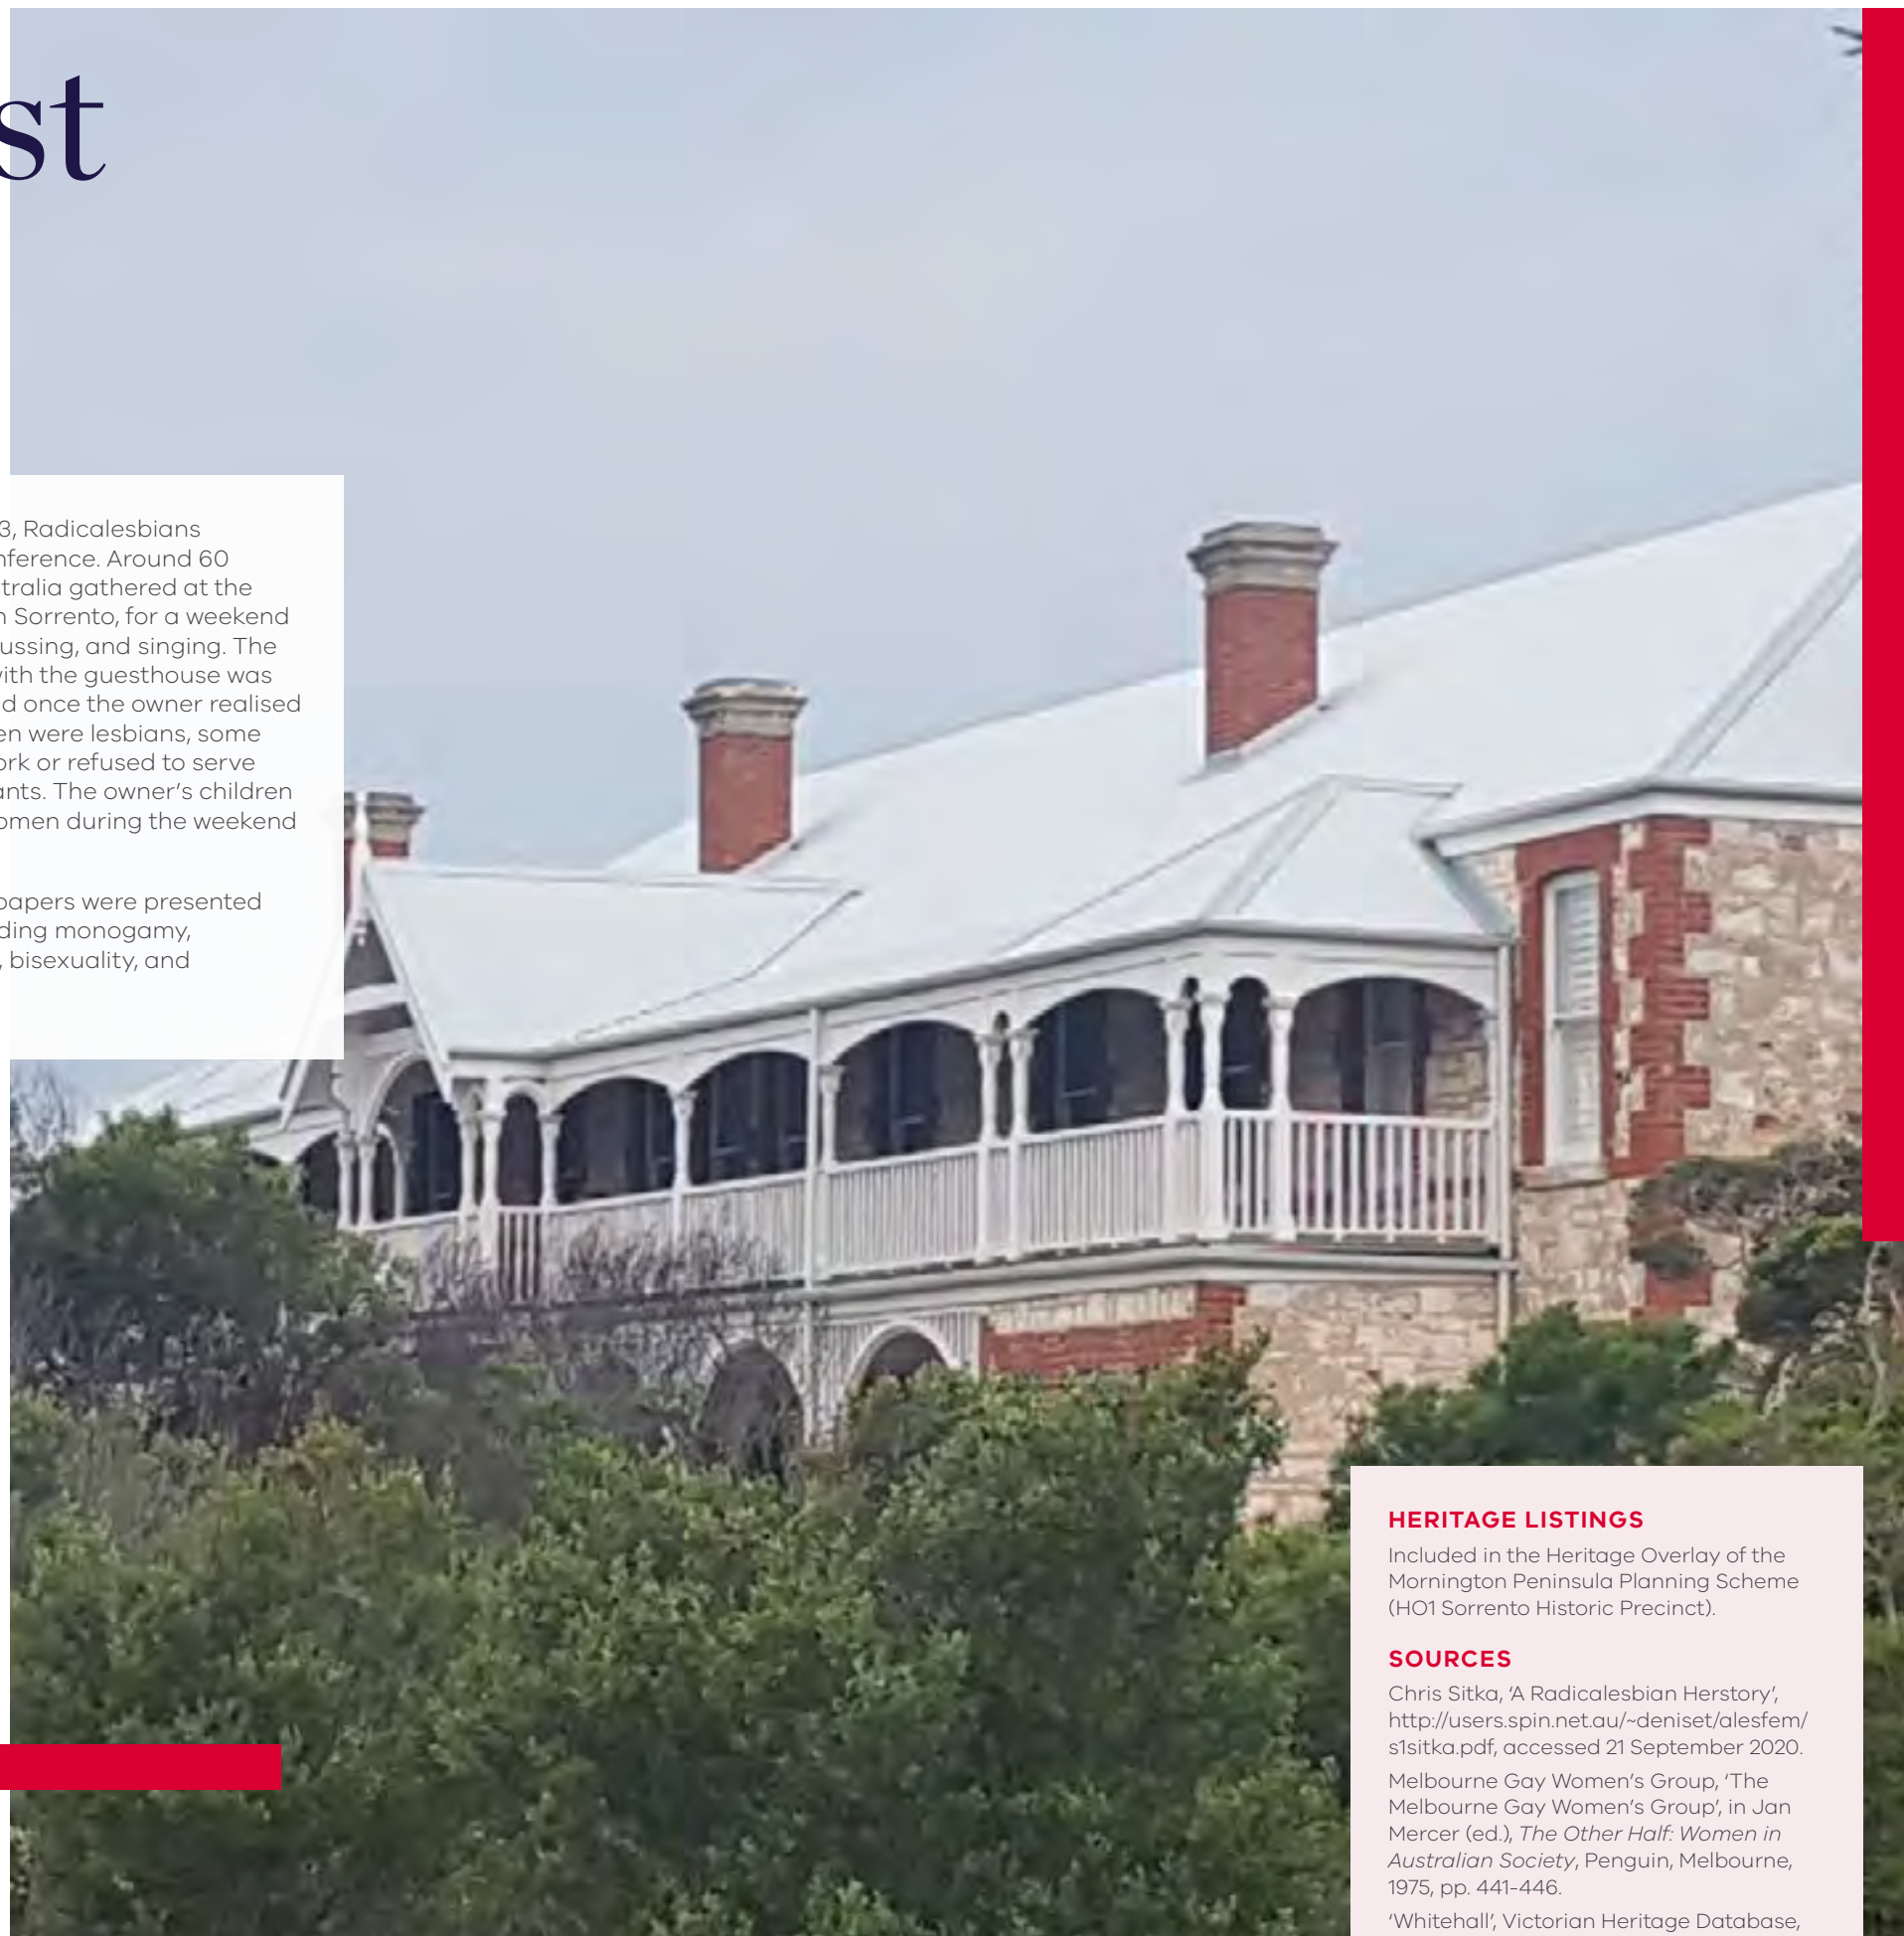 st
3, Radicalesbians
nference. Around 60
tralia gathered at the
n Sorrento, for a weekend
ussing, and singing. The
with the guesthouse was
d once the owner realised
en were lesbians, some
ork or refused to serve
ants. The owner’s children
omen during the weekend
papers were presented
ding monogamy,
, bisexuality, and
HERITAGE LISTINGS
Included in the Heritage Overlay of the
Mornington Peninsula Planning Scheme
(HO1 Sorrento Historic Precinct).
SOURCES
Chris Sitka, ‘A Radicalesbian Herstory’,
http://users.spin.net.au/~deniset/alesfem/
s1sitka.pdf, accessed 21 September 2020.
Melbourne Gay Women’s Group, ‘The
Melbourne Gay Women’s Group’, in Jan
Mercer (ed.), The Other Half: Women in
Australian Society, Penguin, Melbourne,
1975, pp. 441-446.
‘Whitehall’, Victorian Heritage Database,